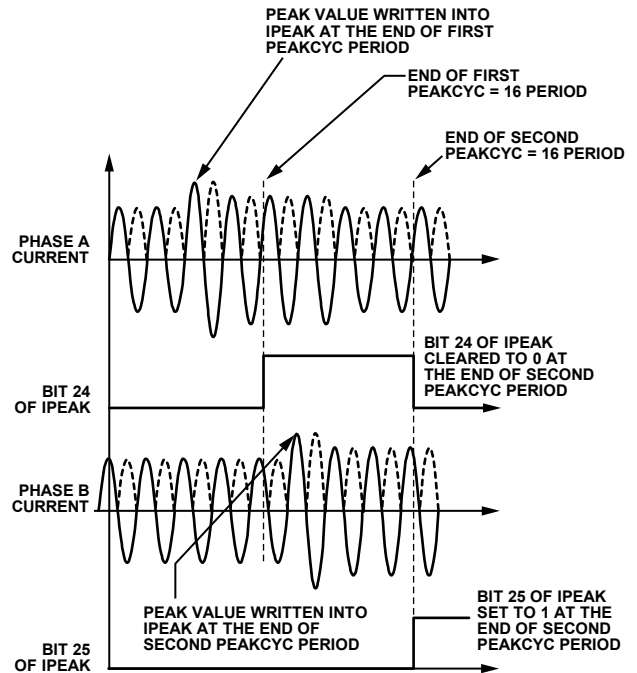 PEAK VALUE WRITTEN INTO
IPEAK AT THE END OF FIRST
PEAKCYC PERIOD
END OF FIRST
PEAKCYC = 16 PERIOD
END OF SECOND
PEAKCYC = 16 PERIOD
PHASE A
CURRENT
BIT 24 OF IPEAK
CLEARED TO 0 AT
THE END OF SECOND
PEAKCYC PERIOD
BIT 24
OF IPEAK
PHASE B
CURRENT
PEAK VALUE WRITTEN INTO
IPEAK AT THE END OF
SECOND PEAKCYC PERIOD
BIT 25 OF IPEAK
SET TO 1 AT THE
END OF SECOND
PEAKCYC PERIOD
BIT 25
OF IPEAK